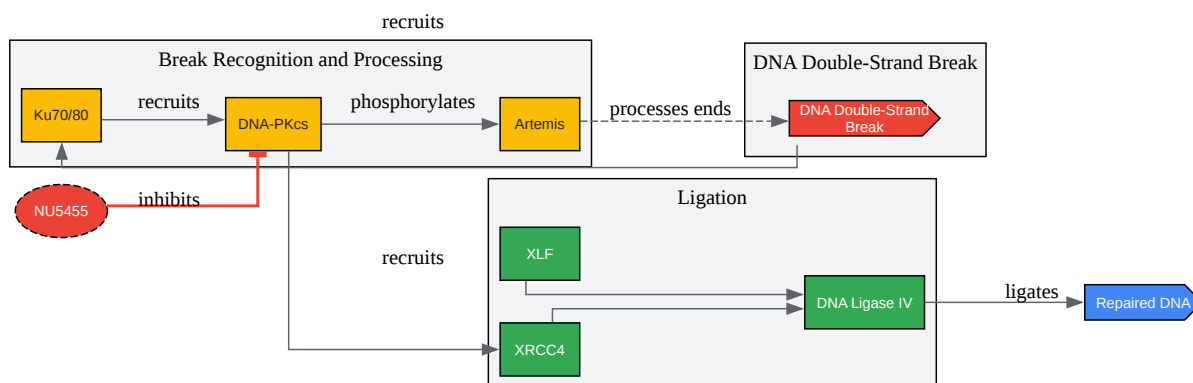 recruits
Break Recognition and Processing
DNA Double-Strand Break
Ku70/80
recruits
DNA-PKcs
phosphorylates
Artemis
processes ends
DNA Double-Strand
Break
NU5455
inhibits
Ligation
recruits
XLF
DNA Ligase IV
ligates
Repaired DNA
XRCC4